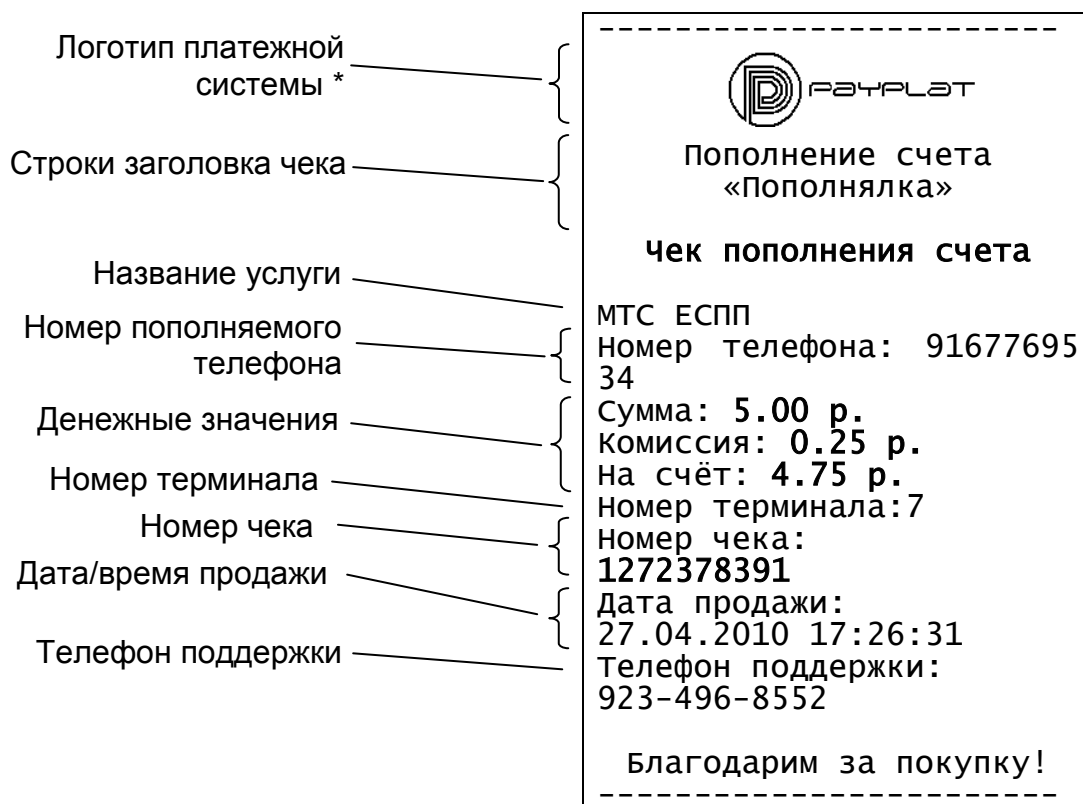 Логотип платежной
системы *
Строки заголовка чека
Название услуги
Номер пополняемого
телефона
Денежные значения
Номер терминала
Номер чека
Дата/время продажи
Телефон поддержки
------------------------
PAYPLAT
Пополнение счета
«Пополнялка»
Чек пополнения счета
МТС ЕСПП
Номер телефона: 91677695
34
Сумма: 5.00 р.
Комиссия: 0.25 р.
На счёт: 4.75 р.
Номер терминала:7
Номер чека:
1272378391
Дата продажи:
27.04.2010 17:26:31
Телефон поддержки:
923-496-8552
Благодарим за покупку!
------------------------